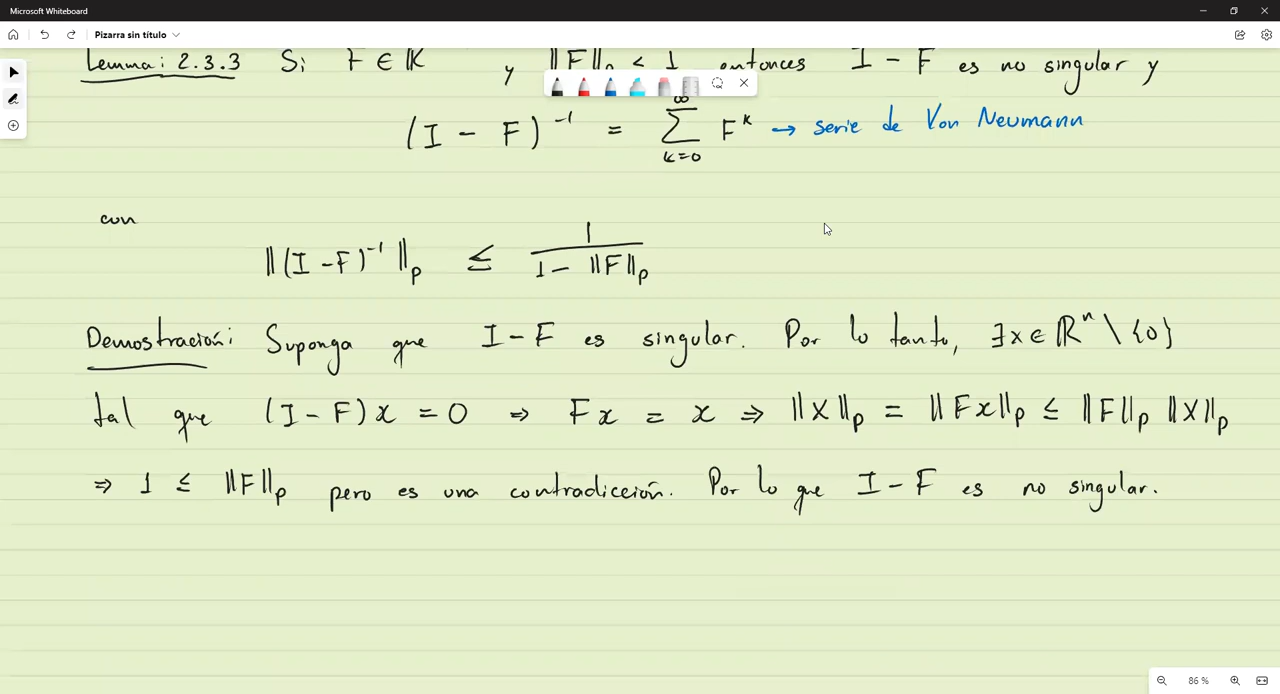 Microsoft Whiteboard
Pizarra sin título
Lemma: 2.3.3 Si F ∈ K y ‖F‖p < 1 entonces I - F es no singular y
(I - F)⁻¹ = ∑_{k=0}^{∞} F^k → serie de Von Neumann
con
‖(I - F)⁻¹‖p ≤ 1 / (1 - ‖F‖p)
Demostración: Suponga que I - F es singular. Por lo tanto, ∃x ∈ ℝⁿ \ {0}
tal que (I - F)x = 0 ⇒ Fx = x ⇒ ‖x‖p = ‖Fx‖p ≤ ‖F‖p ‖x‖p
⇒ 1 ≤ ‖F‖p pero es una contradicción. Por lo que I - F es no singular.
86 %